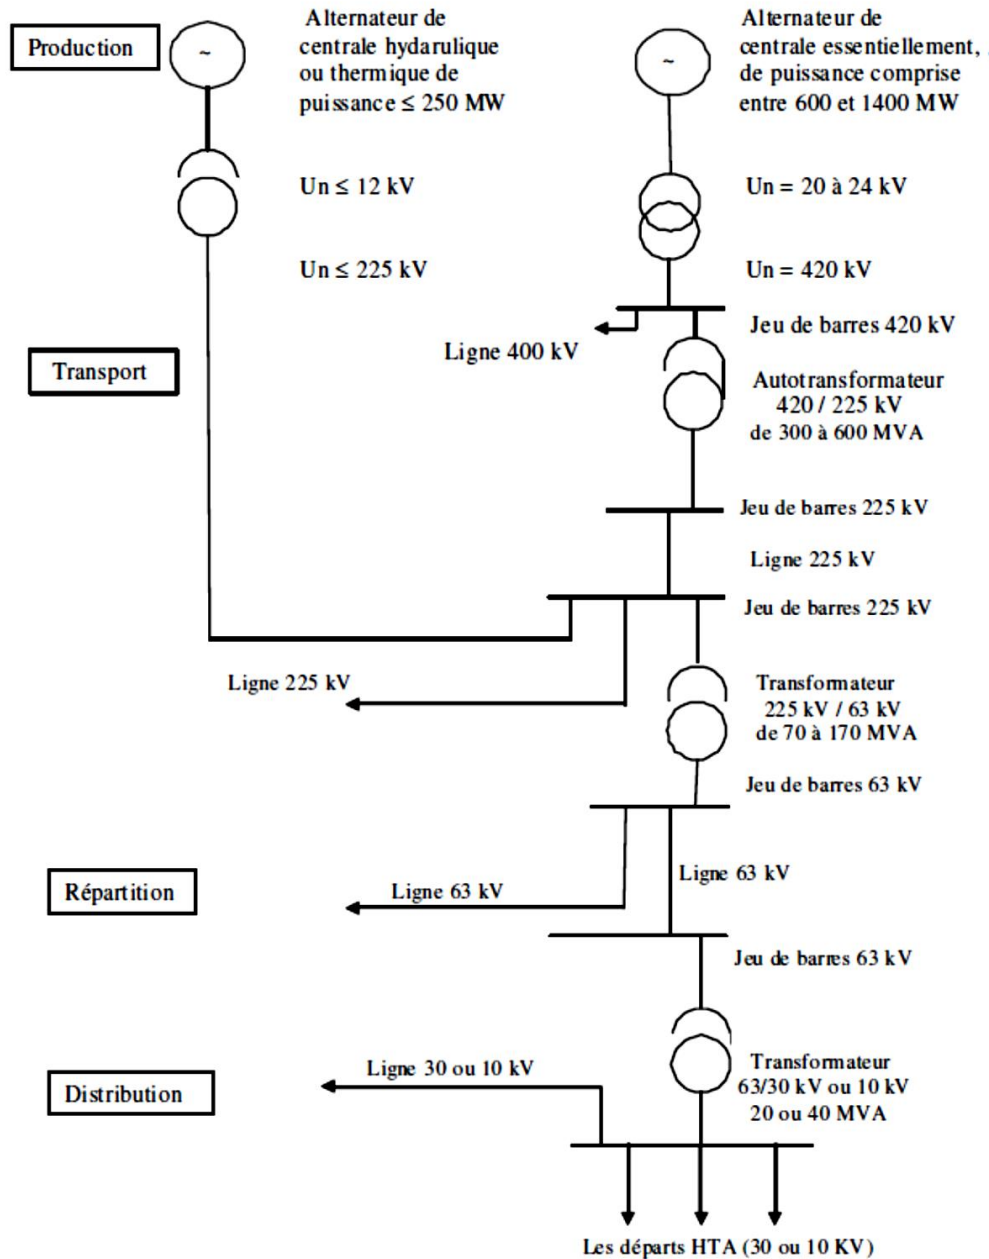 Production
~
Alternateur de
centrale hydarulique
ou thermique de
puissance ≤ 250 MW
~
Alternateur de
centrale essentiellement, .
de puissance comprise
entre 600 et 1400 MW
Un ≤ 12 kV
Un = 20 à 24 kV
Un ≤ 225 kV
Un = 420 kV
Jeu de barres 420 kV
Ligne 400 kV
Transport
Autotransformateur
420 / 225 kV
de 300 à 600 MVA
Jeu de barres 225 kV
Ligne 225 kV
Jeu de barres 225 kV
Ligne 225 kV
Transformateur
225 kV / 63 kV
de 70 à 170 MVA
Jeu de barres 63 kV
Répartition
Ligne 63 kV
Ligne 63 kV
Jeu de barres 63 kV
Distribution
Ligne 30 ou 10 kV
Transformateur
63/30 kV ou 10 kV
20 ou 40 MVA
Les départs HTA (30 ou 10 KV)